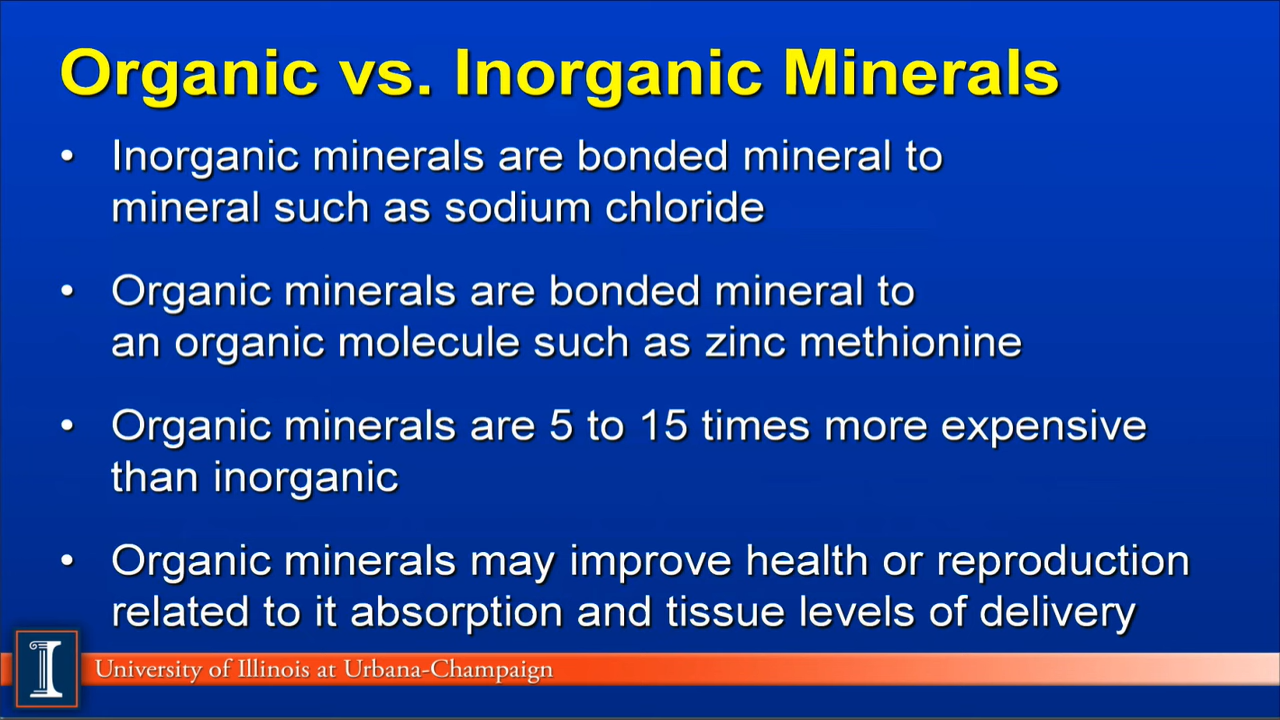 Organic vs. Inorganic Minerals
• Inorganic minerals are bonded mineral to
mineral such as sodium chloride
• Organic minerals are bonded mineral to
an organic molecule such as zinc methionine
• Organic minerals are 5 to 15 times more expensive
than inorganic
• Organic minerals may improve health or reproduction
related to it absorption and tissue levels of delivery
I University of Illinois at Urbana-Champaign